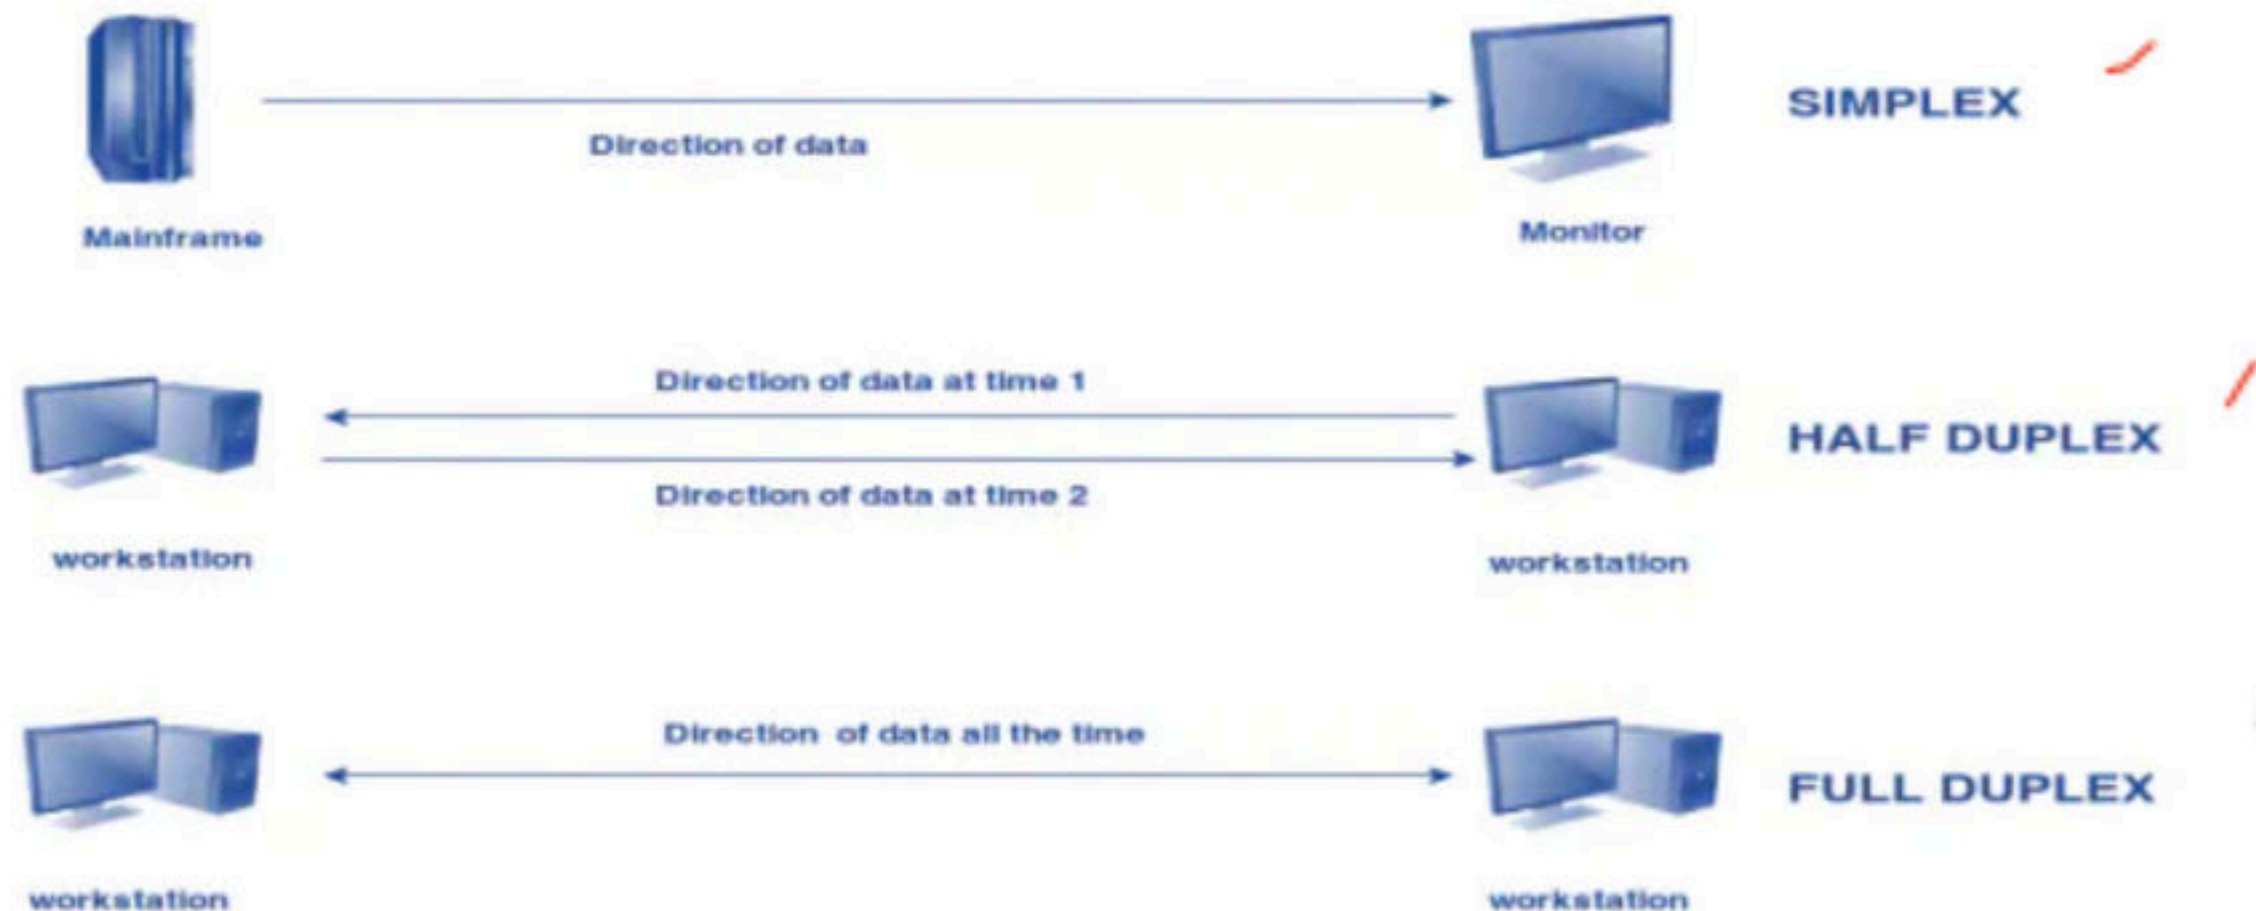 SIMPLEX
Direction of data
Mainframe
Monitor
Direction of data at time 1
HALF DUPLEX
Direction of data at time 2
workstation
workstation
Direction of data all the time
FULL DUPLEX
workstation
workstation